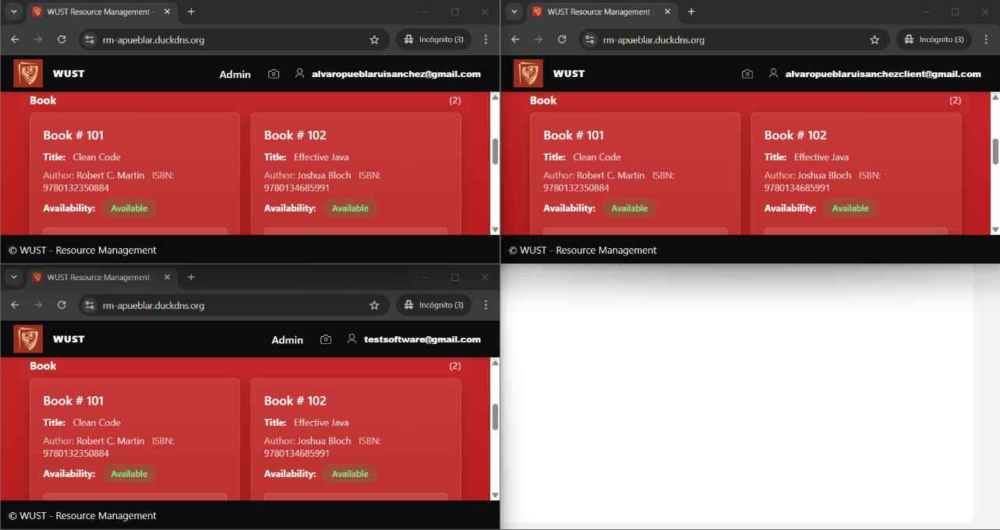 WUST Resource Management -
rm-apueblar.duckdns.org
Incógnito (3)
WUST
Admin
alvaropueblaruisanchez@gmail.com
Book
(2)
Book # 101
Title: Clean Code
Author: Robert C. Martin ISBN:
9780132350884
Availability: Available
Book # 102
Title: Effective Java
Author: Joshua Bloch ISBN:
9780134685991
Availability: Available
© WUST - Resource Management
WUST Resource Management -
rm-apueblar.duckdns.org
Incógnito (3)
WUST
alvaropueblaruisanchezclient@gmail.com
Book
(2)
Book # 101
Title: Clean Code
Author: Robert C. Martin ISBN:
9780132350884
Availability: Available
Book # 102
Title: Effective Java
Author: Joshua Bloch ISBN:
9780134685991
Availability: Available
© WUST - Resource Management
WUST Resource Management -
rm-apueblar.duckdns.org
Incógnito (3)
WUST
Admin
testsoftware@gmail.com
Book
(2)
Book # 101
Title: Clean Code
Author: Robert C. Martin ISBN:
9780132350884
Availability: Available
Book # 102
Title: Effective Java
Author: Joshua Bloch ISBN:
9780134685991
Availability: Available
© WUST - Resource Management